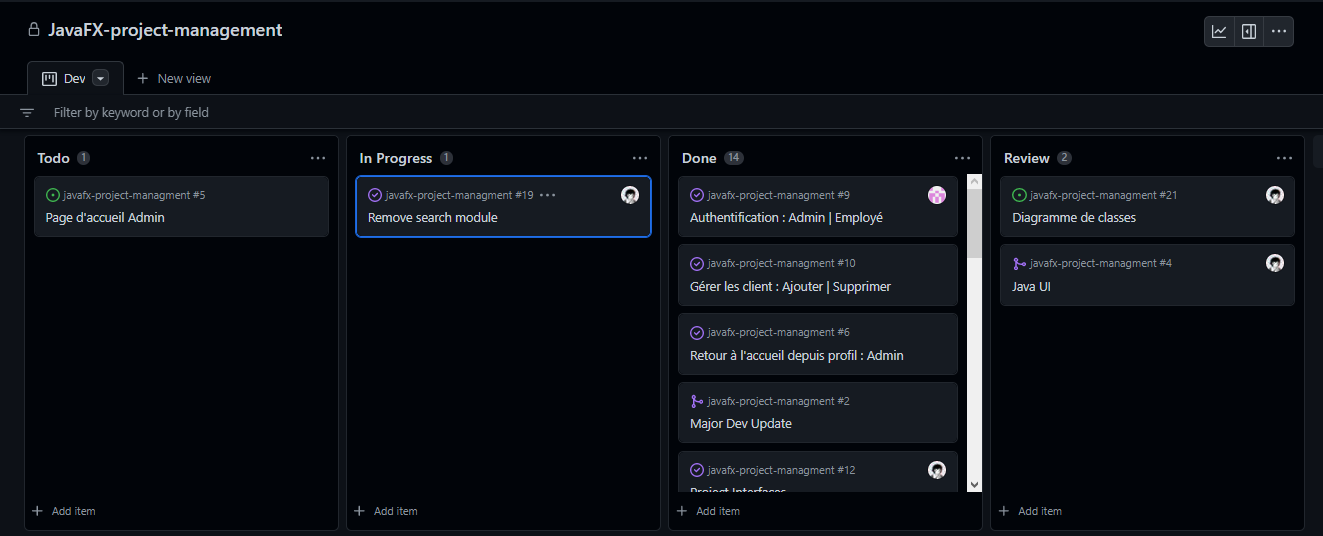 JavaFX-project-management
Dev
New view
Filter by keyword or by field
Todo 1
javafx-project-managment #5
Page d'accueil Admin
Add item
In Progress 1
javafx-project-managment #19
Remove search module
Add item
Done 14
javafx-project-managment #9
Authentification : Admin | Employé
javafx-project-managment #10
Gérer les client : Ajouter | Supprimer
javafx-project-managment #6
Retour à l'accueil depuis profil : Admin
javafx-project-managment #2
Major Dev Update
javafx-project-managment #12
Project Interfaces
Add item
Review 2
javafx-project-managment #21
Diagramme de classes
javafx-project-managment #4
Java UI
Add item